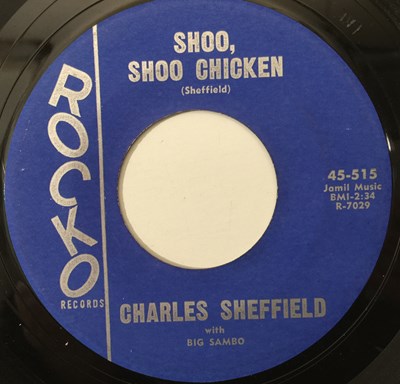 SHOO,
SHOO CHICKEN
(Sheffield)
ROCKO
RECORDS
45-515
Jamil Music
BMI-2:34
R-7029
CHARLES SHEFFIELD
with
BIG SAMBO